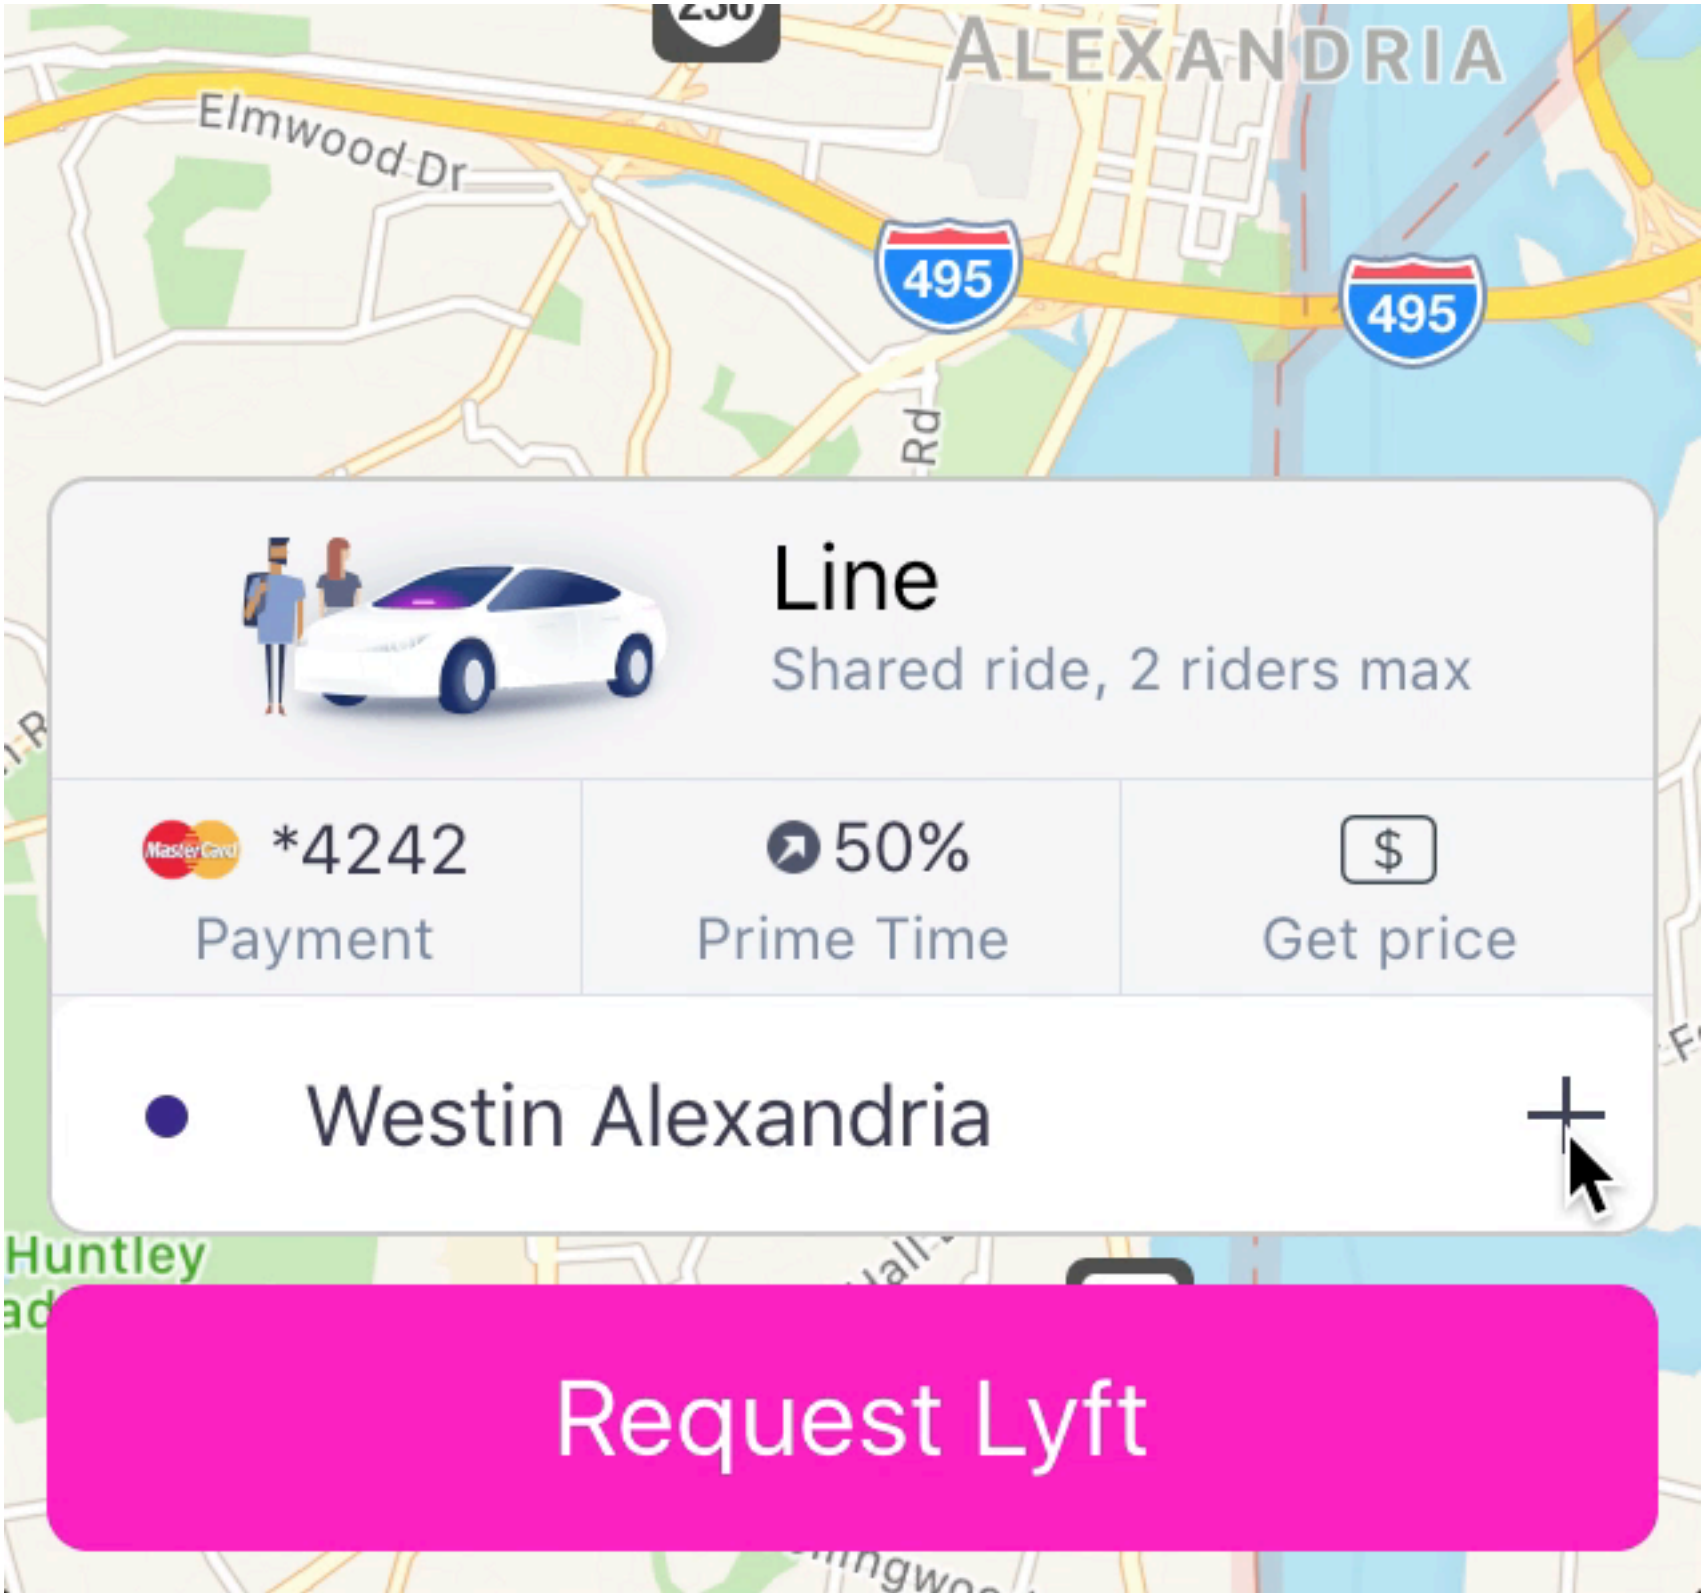 ALEXANDRIA
Elmwood Dr
495
495
Rd
Line
Shared ride, 2 riders max
MasterCard *4242
50%
$
Payment
Prime Time
Get price
Westin Alexandria
Huntley
Request Lyft